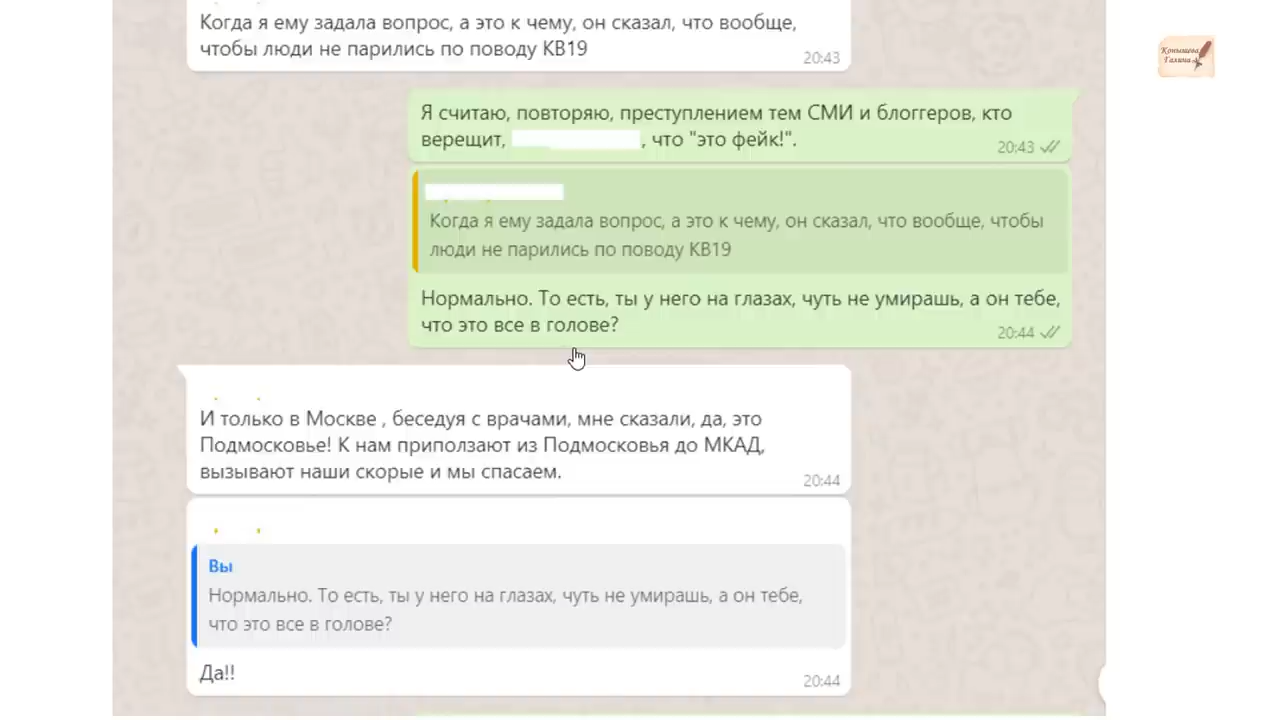 Когда я ему задала вопрос, а это к чему, он сказал, что вообще,
чтобы люди не парились по поводу КВ19
20:43
Конышева
Галина
Я считаю, повторяю, преступлением тем СМИ и блоггеров, кто
верещит, , что "это фейк!".
20:43
Когда я ему задала вопрос, а это к чему, он сказал, что вообще, чтобы
люди не парились по поводу КВ19
Нормально. То есть, ты у него на глазах, чуть не умирашь, а он тебе,
что это все в голове?
20:44
И только в Москве , беседуя с врачами, мне сказали, да, это
Подмосковье! К нам приползают из Подмосковья до МКАД,
вызывают наши скорые и мы спасаем.
20:44
Вы
Нормально. То есть, ты у него на глазах, чуть не умирашь, а он тебе,
что это все в голове?
Да!!
20:44